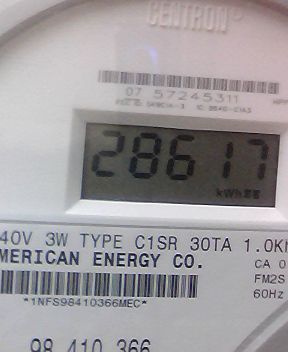 CENTRON®
07 57245311
28617
kWh
40V 3W TYPE C1SR 30TA 1.0K
MERICAN ENERGY CO.
CA 0
FM2S
60Hz
*1NFS98410366MEC*
98 410 366